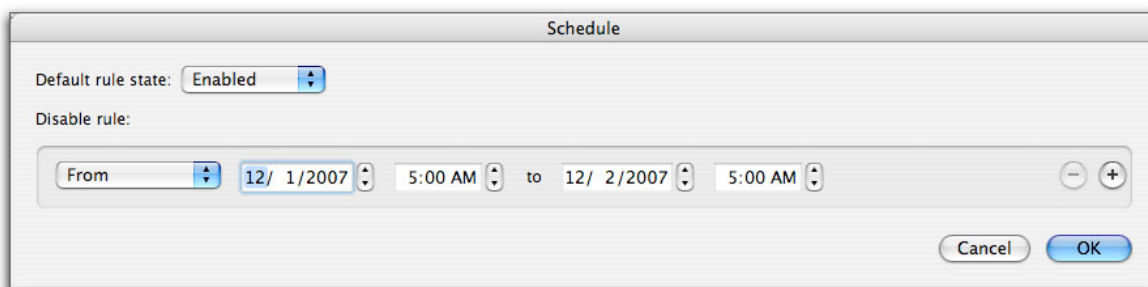 Schedule
Default rule state: Enabled
Disable rule:
From 12/ 1/2007 5:00 AM to 12/ 2/2007 5:00 AM
Cancel OK